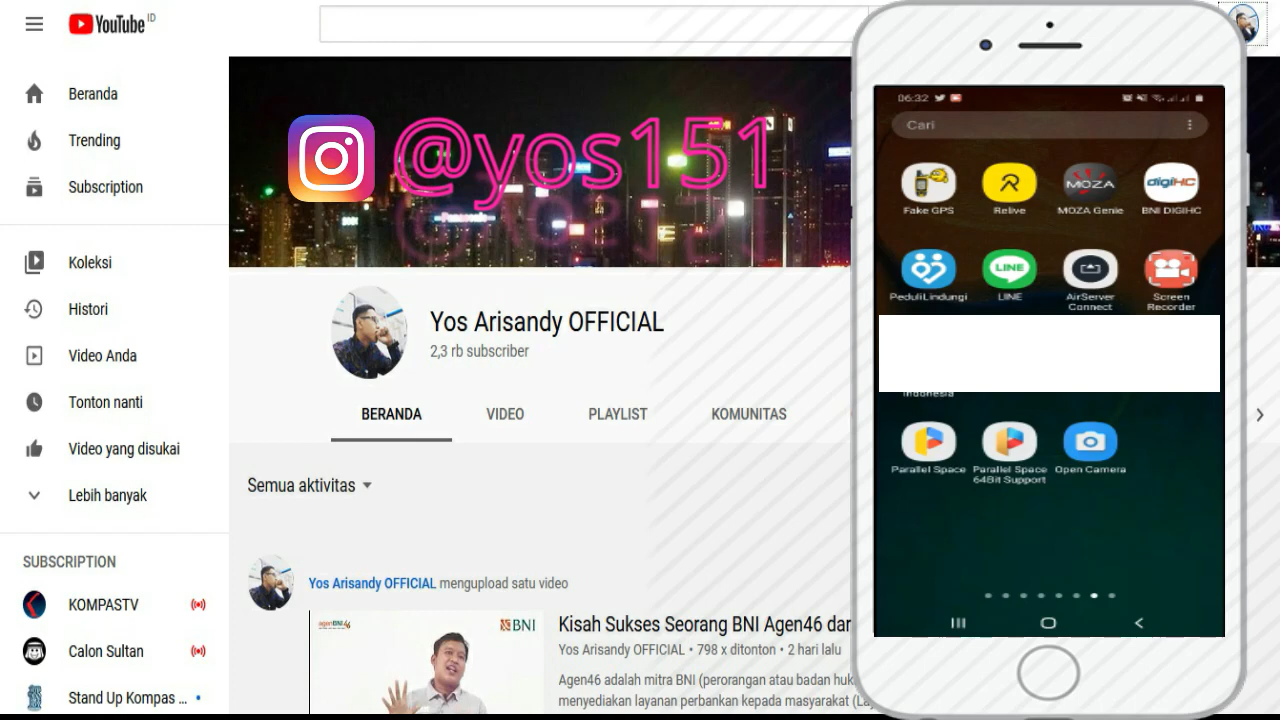 YouTube ID
Beranda
Trending
Subscription
Koleksi
Histori
Video Anda
Tonton nanti
Video yang disukai
Lebih banyak
SUBSCRIPTION
KOMPASTV
Calon Sultan
Stand Up Kompas ...
@yos151
Panasonic
Yos Arisandy OFFICIAL
2,3 rb subscriber
BERANDA VIDEO PLAYLIST KOMUNITAS
Semua aktivitas
Yos Arisandy OFFICIAL mengupload satu video
agenBNI46 BNI
Kisah Sukses Seorang BNI Agen46 dar
Yos Arisandy OFFICIAL • 798 x ditonton • 2 hari lalu
Agen46 adalah mitra BNI (perorangan atau badan huk
menyediakan layanan perbankan kepada masyarakat (La
06:32
Cari
MOZA digiHC
Fake GPS Relive MOZA Genie BNI DIGIHC
LINE
PeduliLindungi LINE AirServer Connect Screen Recorder
Indonesia
Parallel Space Parallel Space 64Bit Support Open Camera